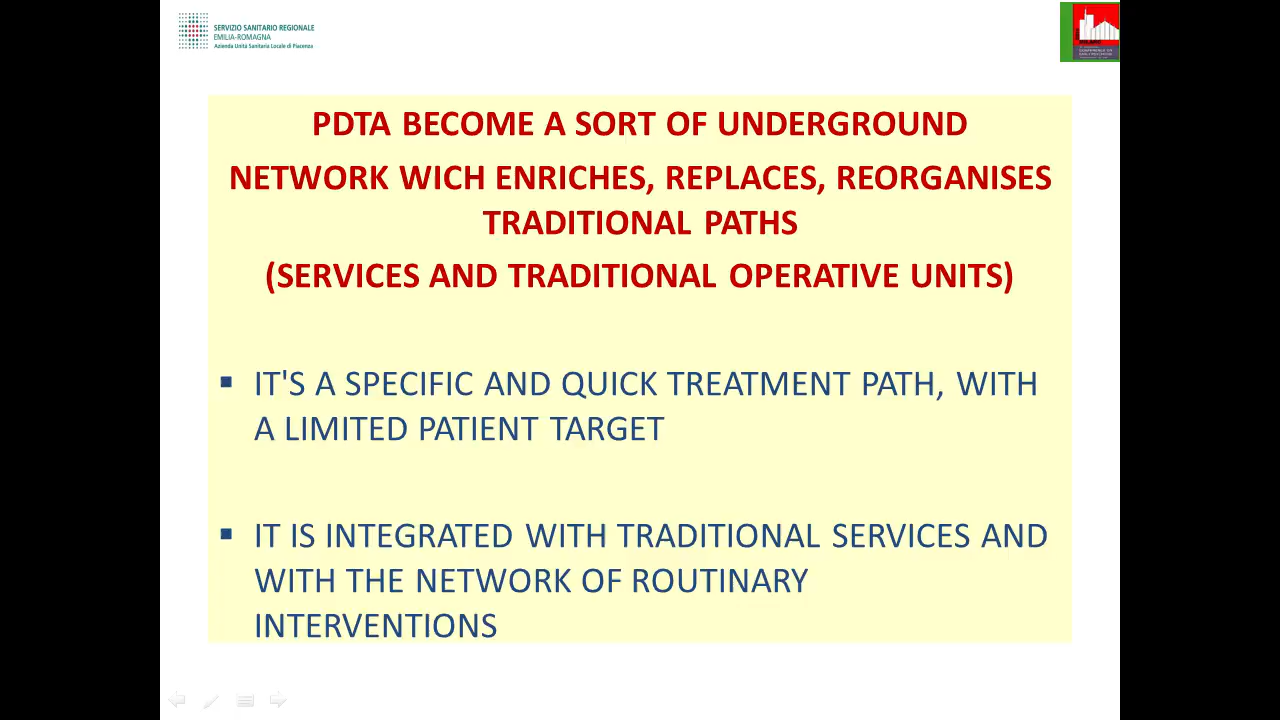 SERVIZIO SANITARIO REGIONALE
EMILIA-ROMAGNA
Azienda Unità Sanitaria Locale di Piacenza
CONFERENCE ON
PDTA BECOME A SORT OF UNDERGROUND
NETWORK WICH ENRICHES, REPLACES, REORGANISES
TRADITIONAL PATHS
(SERVICES AND TRADITIONAL OPERATIVE UNITS)
▪ IT'S A SPECIFIC AND QUICK TREATMENT PATH, WITH
A LIMITED PATIENT TARGET
▪ IT IS INTEGRATED WITH TRADITIONAL SERVICES AND
WITH THE NETWORK OF ROUTINARY
INTERVENTIONS